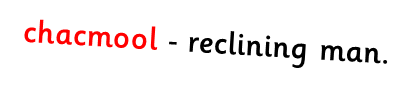 chacmool - reclining man.